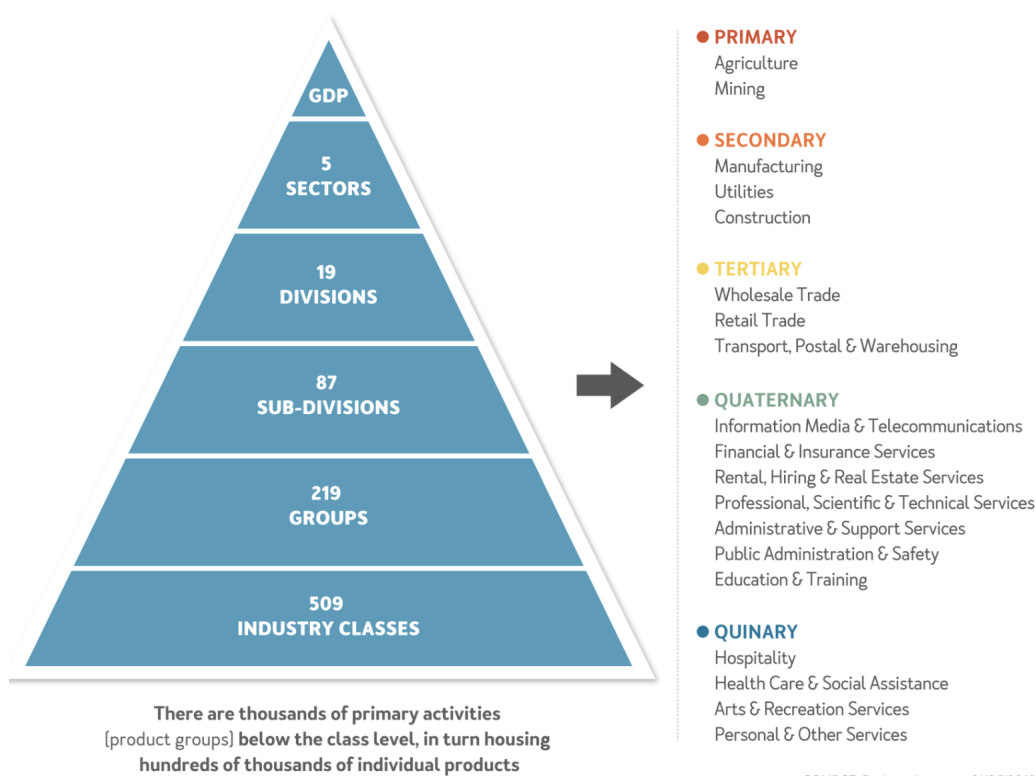 GDP
5
SECTORS
19
DIVISIONS
87
SUB-DIVISIONS
219
GROUPS
509
INDUSTRY CLASSES
There are thousands of primary activities
(product groups) below the class level, in turn housing
hundreds of thousands of individual products
PRIMARY
Agriculture
Mining
SECONDARY
Manufacturing
Utilities
Construction
TERTIARY
Wholesale Trade
Retail Trade
Transport, Postal & Warehousing
QUATERNARY
Information Media & Telecommunications
Financial & Insurance Services
Rental, Hiring & Real Estate Services
Professional, Scientific & Technical Services
Administrative & Support Services
Public Administration & Safety
Education & Training
QUINARY
Hospitality
Health Care & Social Assistance
Arts & Recreation Services
Personal & Other Services